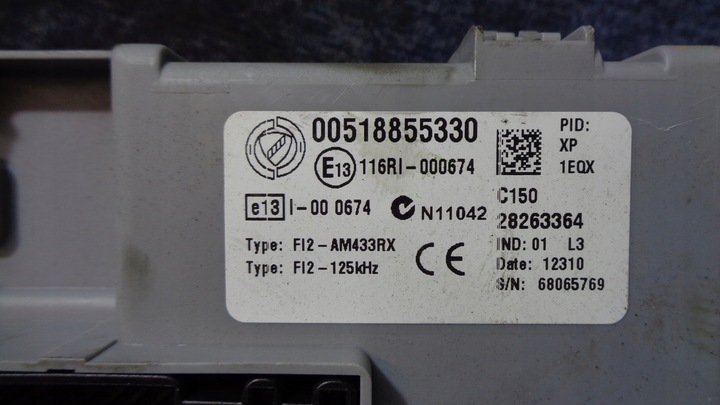 00518855330
E13 116RI-000674
e13 I-00 0674 N11042
Type: FI2-AM433RX
Type: FI2-125kHz
CE
PID:
XP
1EQX
C150
28263364
IND: 01 L3
Date: 12310
S/N: 68065769